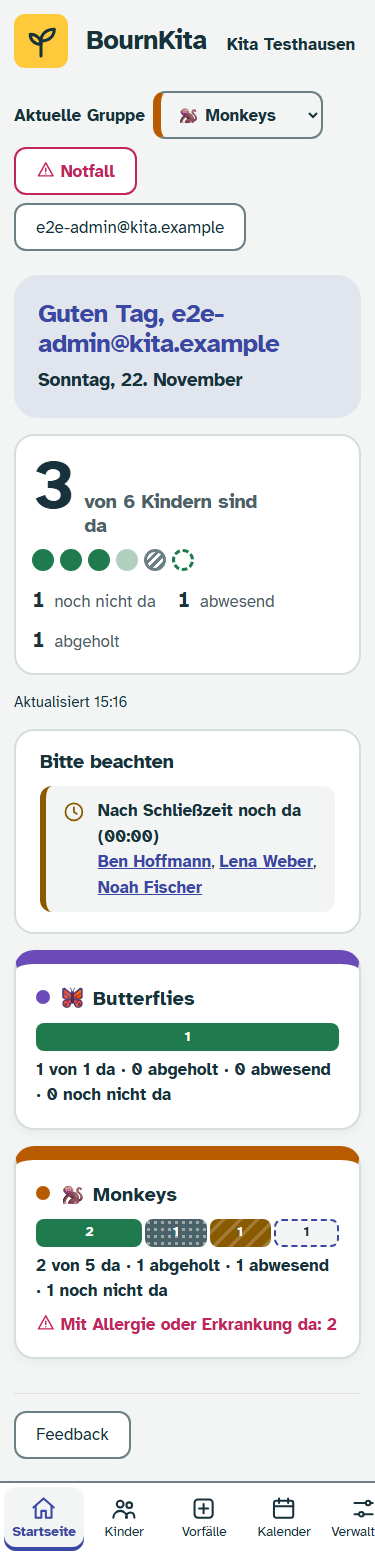 BournKita
Kita Testhausen
Aktuelle Gruppe
Monkeys
Notfall
e2e-admin@kita.example
Guten Tag, e2e-
admin@kita.example
Sonntag, 22. November
3 von 6 Kindern sind
da
1 noch nicht da 1 abwesend
1 abgeholt
Aktualisiert 15:16
Bitte beachten
Nach Schließzeit noch da
(00:00)
Ben Hoffmann, Lena Weber,
Noah Fischer
Butterflies
1
1 von 1 da · 0 abgeholt · 0 abwesend
· 0 noch nicht da
Monkeys
2 1 1 1
2 von 5 da · 1 abgeholt · 1 abwesend
· 1 noch nicht da
Mit Allergie oder Erkrankung da: 2
Feedback
Startseite Kinder Vorfälle Kalender Verwalt